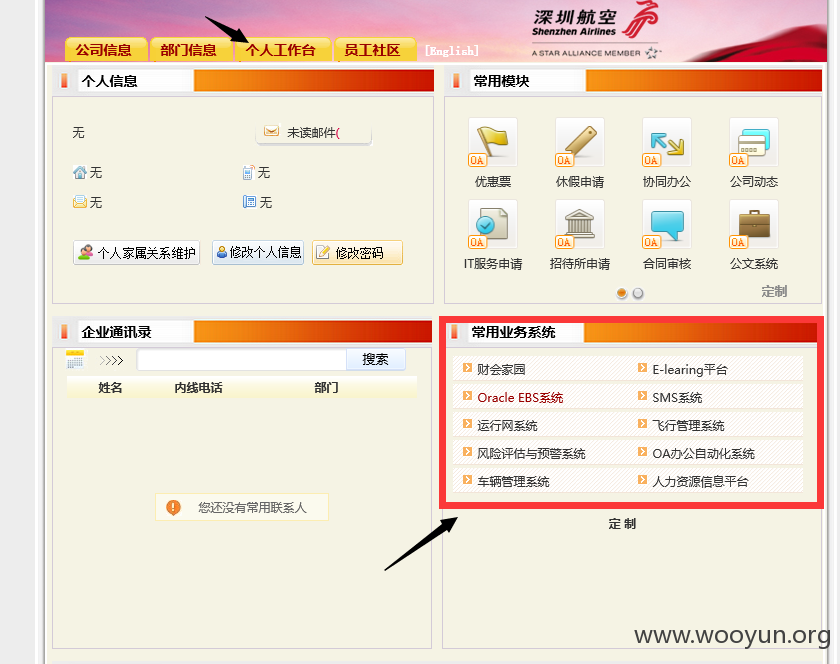 深圳航空
Shenzhen Airlines
A STAR ALLIANCE MEMBER
公司信息 部门信息 个人工作台 员工社区 [English]
个人信息
无
未读邮件(
无 无
无 无
个人家属关系维护 修改个人信息 修改密码
常用模块
OA OA OA OA
优惠票 休假申请 协同办公 公司动态
OA OA OA OA
IT服务申请 招待所申请 合同审核 公文系统
定制
企业通讯录
>>>> 搜索
姓名 内线电话 部门
您还没有常用联系人
常用业务系统
财会家园 E-learing平台
Oracle EBS系统 SMS系统
运行网系统 飞行管理系统
风险评估与预警系统 OA办公自动化系统
车辆管理系统 人力资源信息平台
定 制
www.wooyun.org